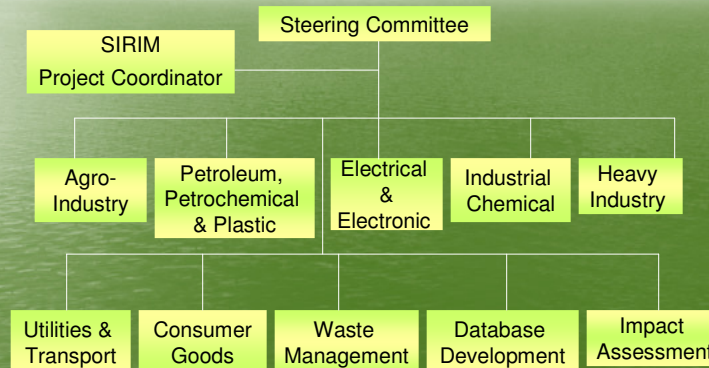 Steering Committee
SIRIM
Project Coordinator
Agro-
Industry
Petroleum,
Petrochemical
& Plastic
Electrical
&
Electronic
Industrial
Chemical
Heavy
Industry
Utilities &
Transport
Consumer
Goods
Waste
Management
Database
Development
Impact
Assessment